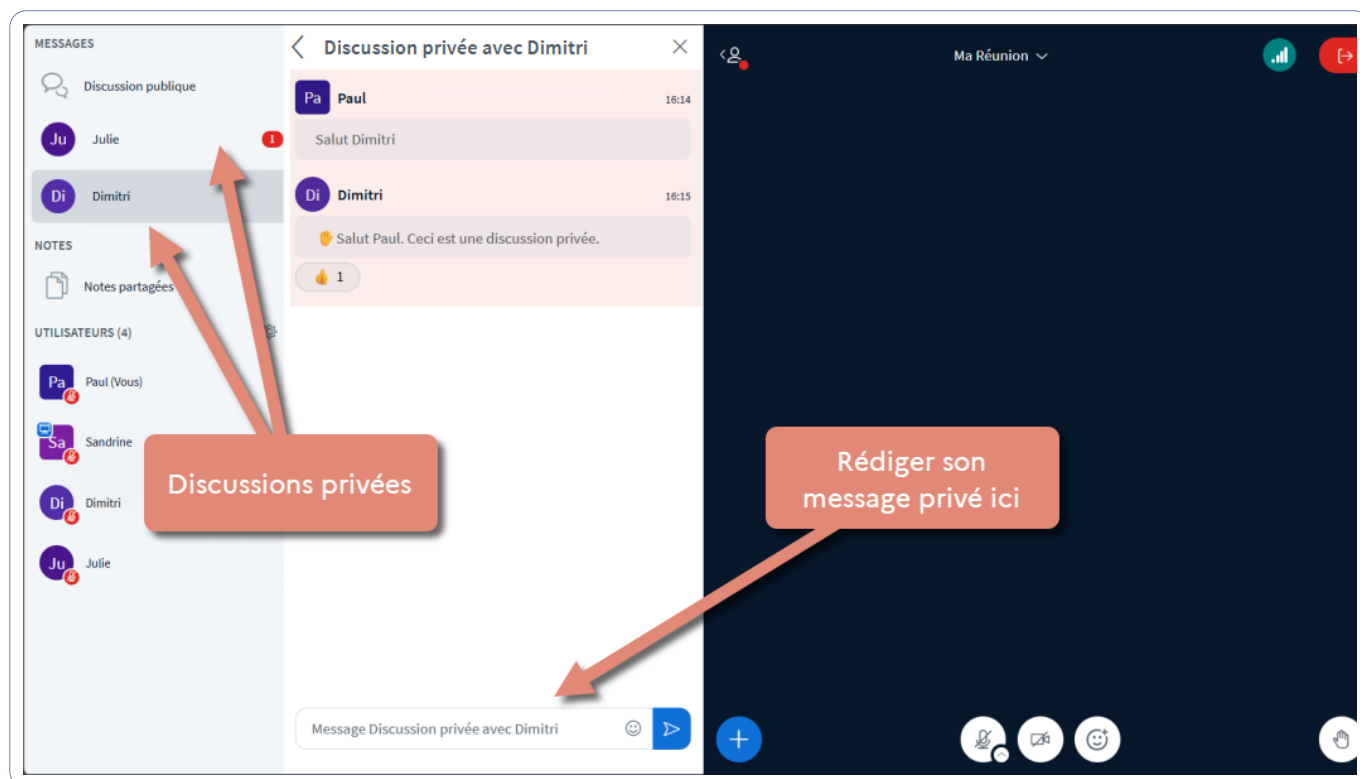 MESSAGES
Discussion publique
Ju Julie 1
Di Dimitri
NOTES
Notes partagées
UTILISATEURS (4)
Pa Paul (Vous)
Sa Sandrine
Di Dimitri
Ju Julie
Discussions privées
Discussion privée avec Dimitri
Pa Paul 16:14
Salut Dimitri
Di Dimitri 16:15
🖐 Salut Paul. Ceci est une discussion privée.
👍 1
Message Discussion privée avec Dimitri
Ma Réunion
Rédiger son
message privé ici